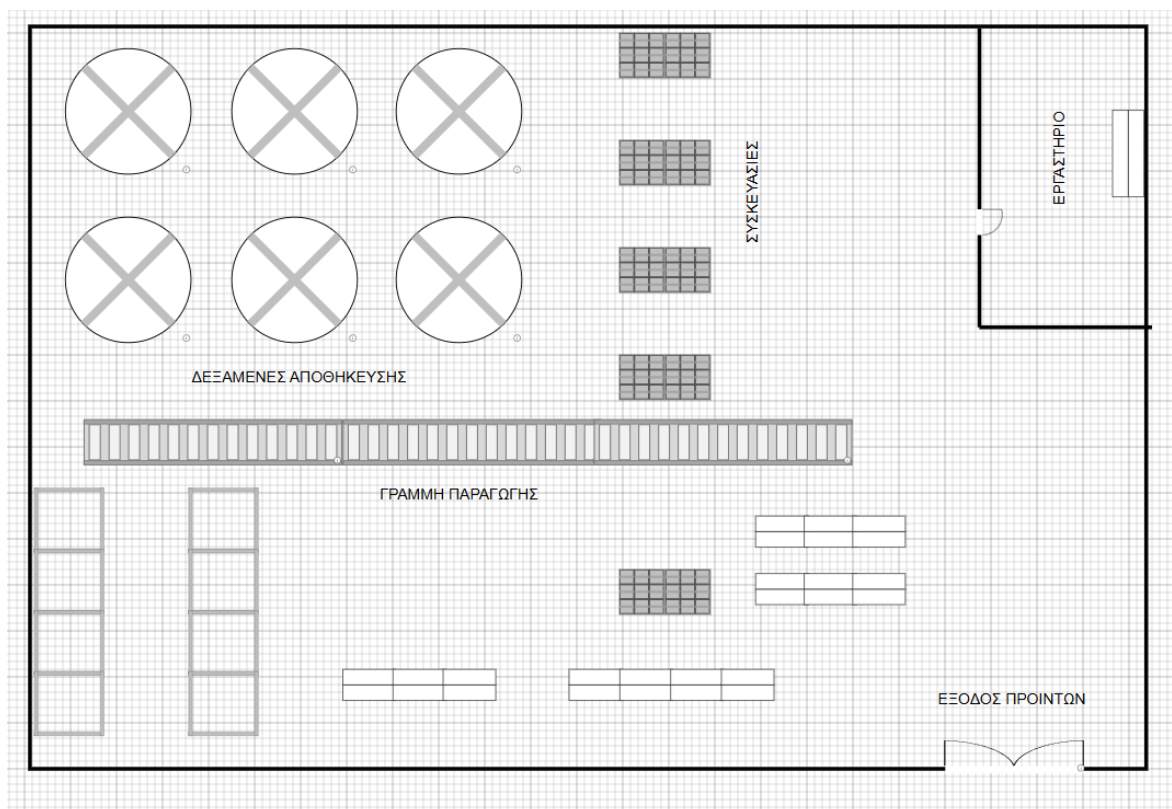 ΣΥΣΚΕΥΑΣΙΕΣ
ΕΡΓΑΣΤΗΡΙΟ
ΔΕΞΑΜΕΝΕΣ ΑΠΟΘΗΚΕΥΣΗΣ
ΓΡΑΜΜΗ ΠΑΡΑΓΩΓΗΣ
ΕΞΟΔΟΣ ΠΡΟΙΝΤΩΝ